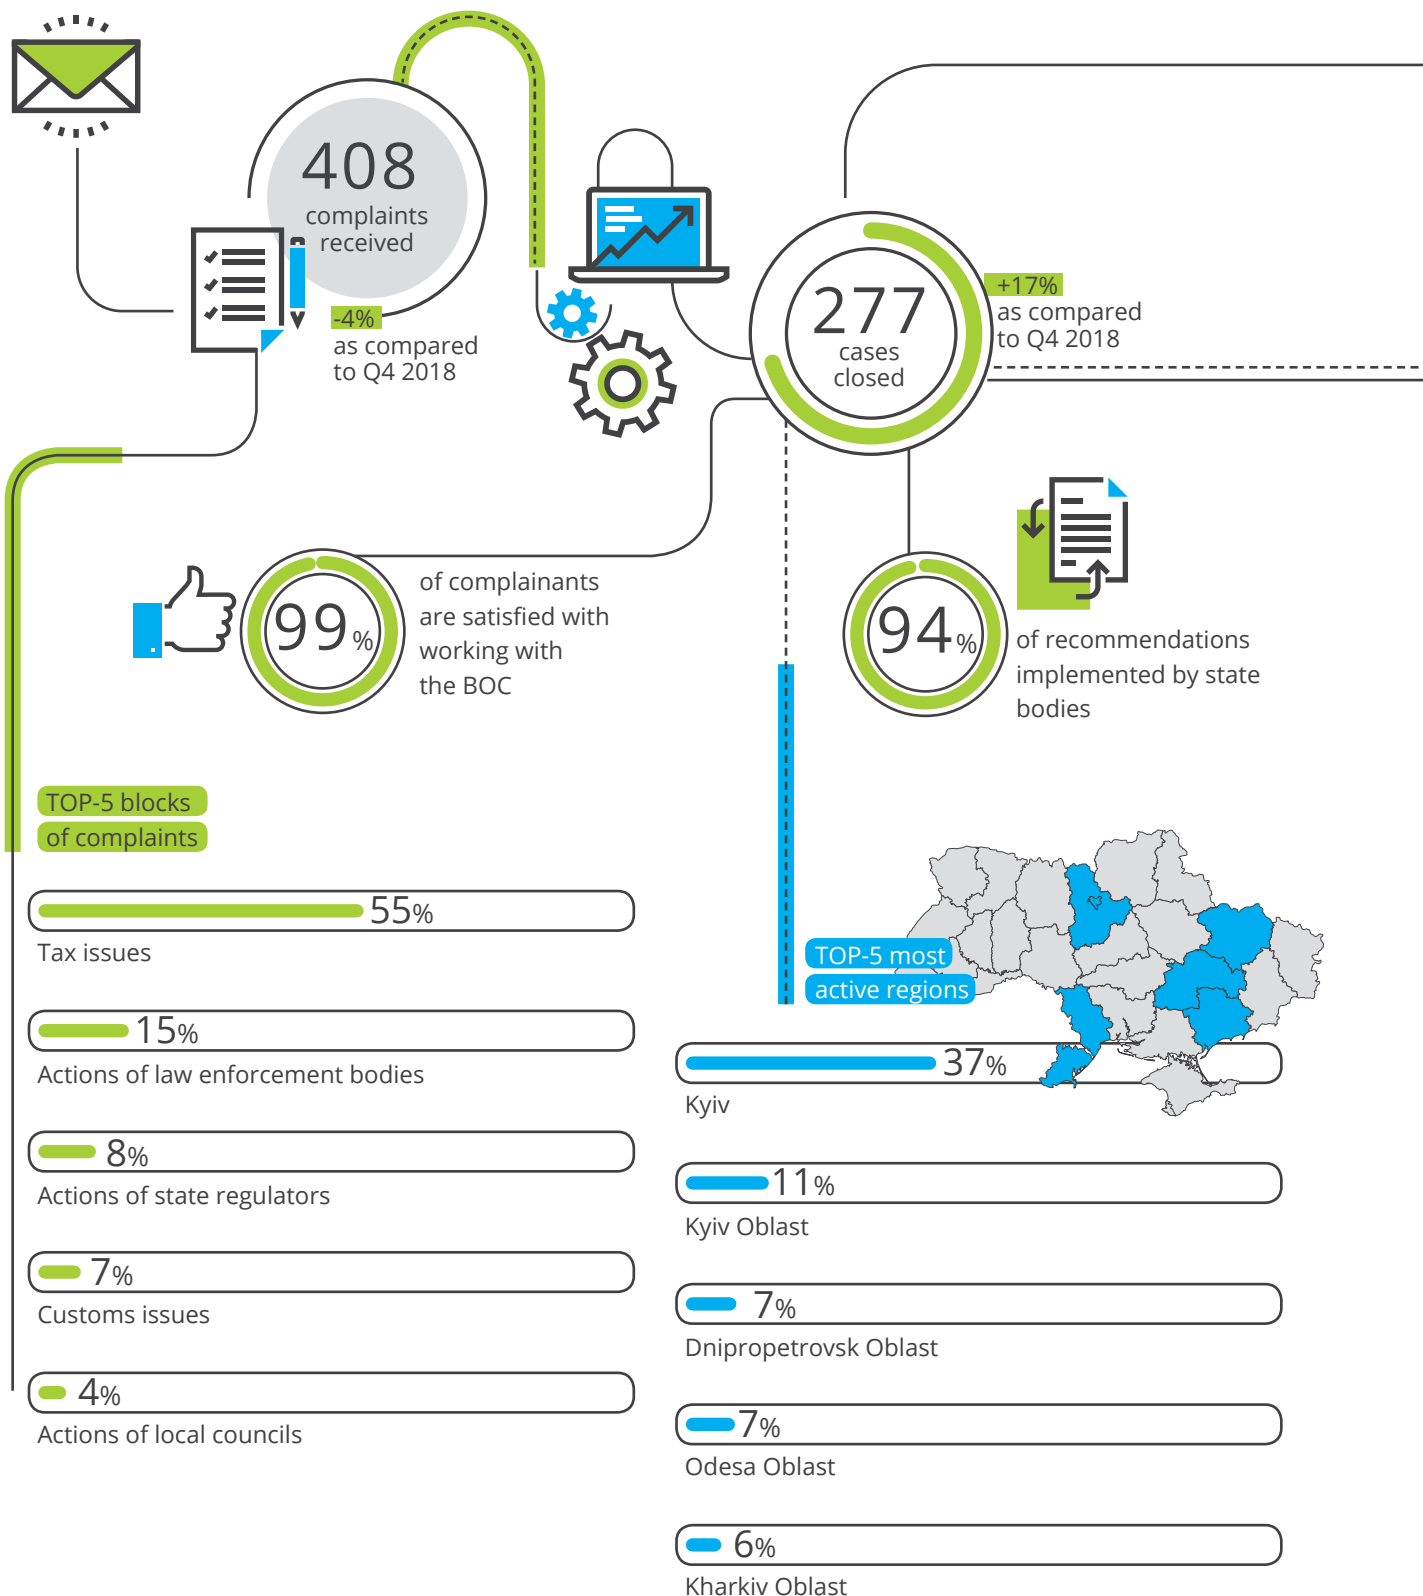 408
complaints
received
-4%
as compared
to Q4 2018
277
cases
closed
+17%
as compared
to Q4 2018
99%
of complainants
are satisfied with
working with
the BOC
94%
of recommendations
implemented by state
bodies
TOP-5 blocks
of complaints
55%
Tax issues
15%
Actions of law enforcement bodies
8%
Actions of state regulators
7%
Customs issues
4%
Actions of local councils
TOP-5 most
active regions
37%
Kyiv
11%
Kyiv Oblast
7%
Dnipropetrovsk Oblast
7%
Odesa Oblast
6%
Kharkiv Oblast